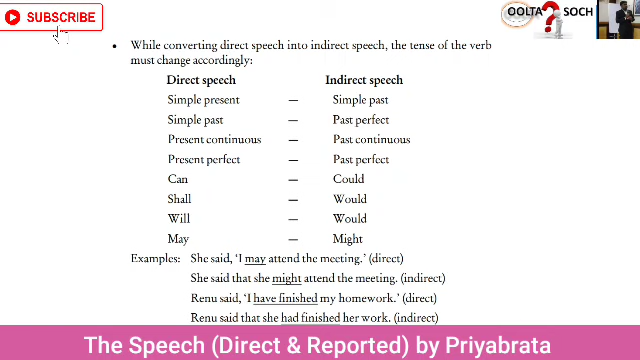 SUBSCRIBE
OOLTA ? SOCH
• While converting direct speech into indirect speech, the tense of the verb
must change accordingly:
Direct speech Indirect speech
Simple present — Simple past
Simple past — Past perfect
Present continuous — Past continuous
Present perfect — Past perfect
Can — Could
Shall — Would
Will — Would
May — Might
Examples: She said, ‘I may attend the meeting.’ (direct)
She said that she might attend the meeting. (indirect)
Renu said, ‘I have finished my homework.’ (direct)
Renu said that she had finished her work. (indirect)
The Speech (Direct & Reported) by Priyabrata